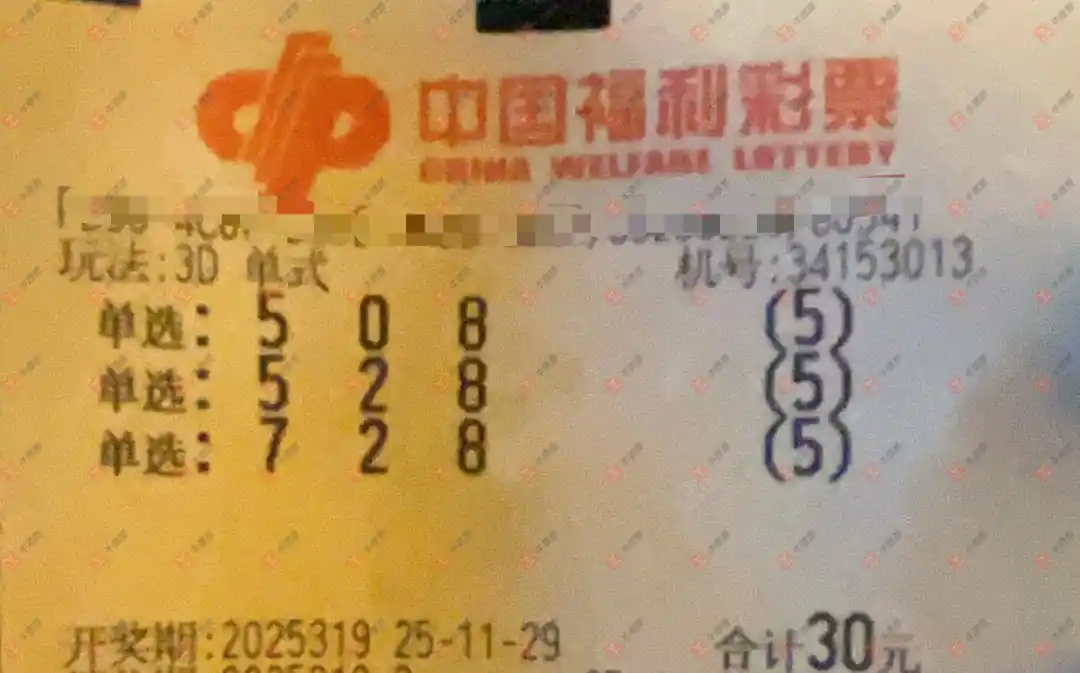 中国福利彩票
CHINA WELFARE LOTTERY
玩法:3D 单式 机号:34153013
单选: 5 0 8 (5)
单选: 5 2 8 (5)
单选: 7 2 8 (5)
开奖期:2025319 25-11-29 合计30元